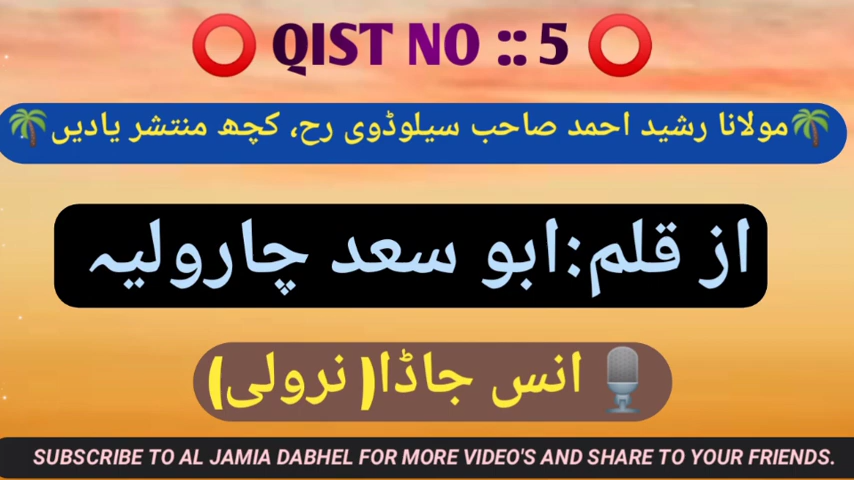 QIST NO :: 5
مولانا رشید احمد صاحب سیلوڈوی رح، کچھ منتشر یادیں
از قلم:ابو سعد چارولیہ
انس جاڈا( نرولی)
SUBSCRIBE TO AL JAMIA DABHEL FOR MORE VIDEO'S AND SHARE TO YOUR FRIENDS.